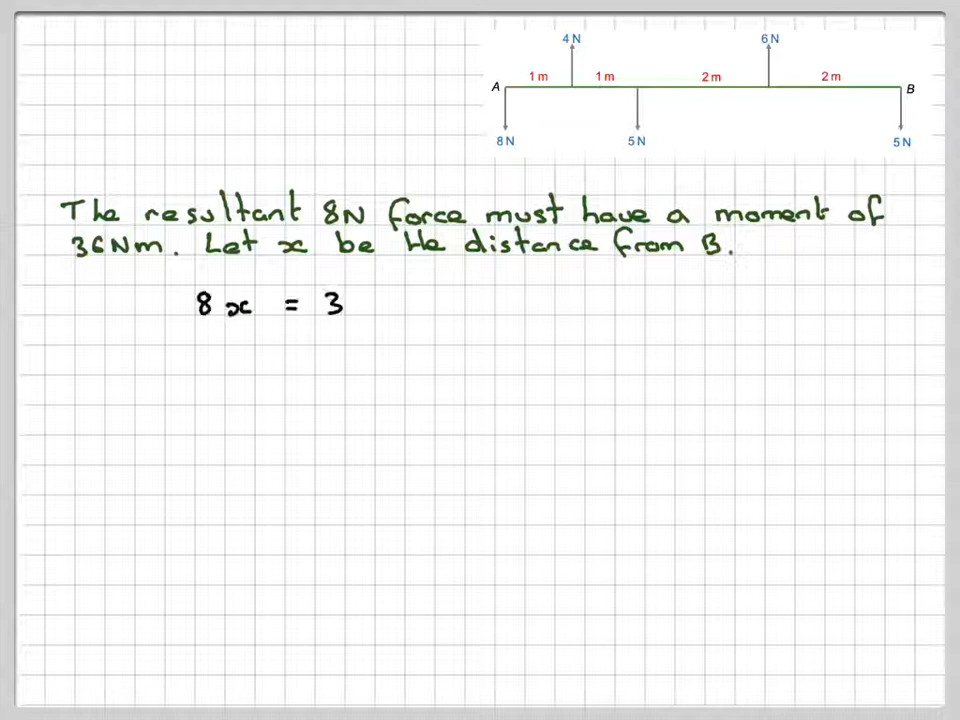 4 N 6 N
1 m 1 m 2 m 2 m
A B
8 N 5 N 5 N
The resultant 8N force must have a moment of
36Nm. Let x be the distance from B.
8x = 3